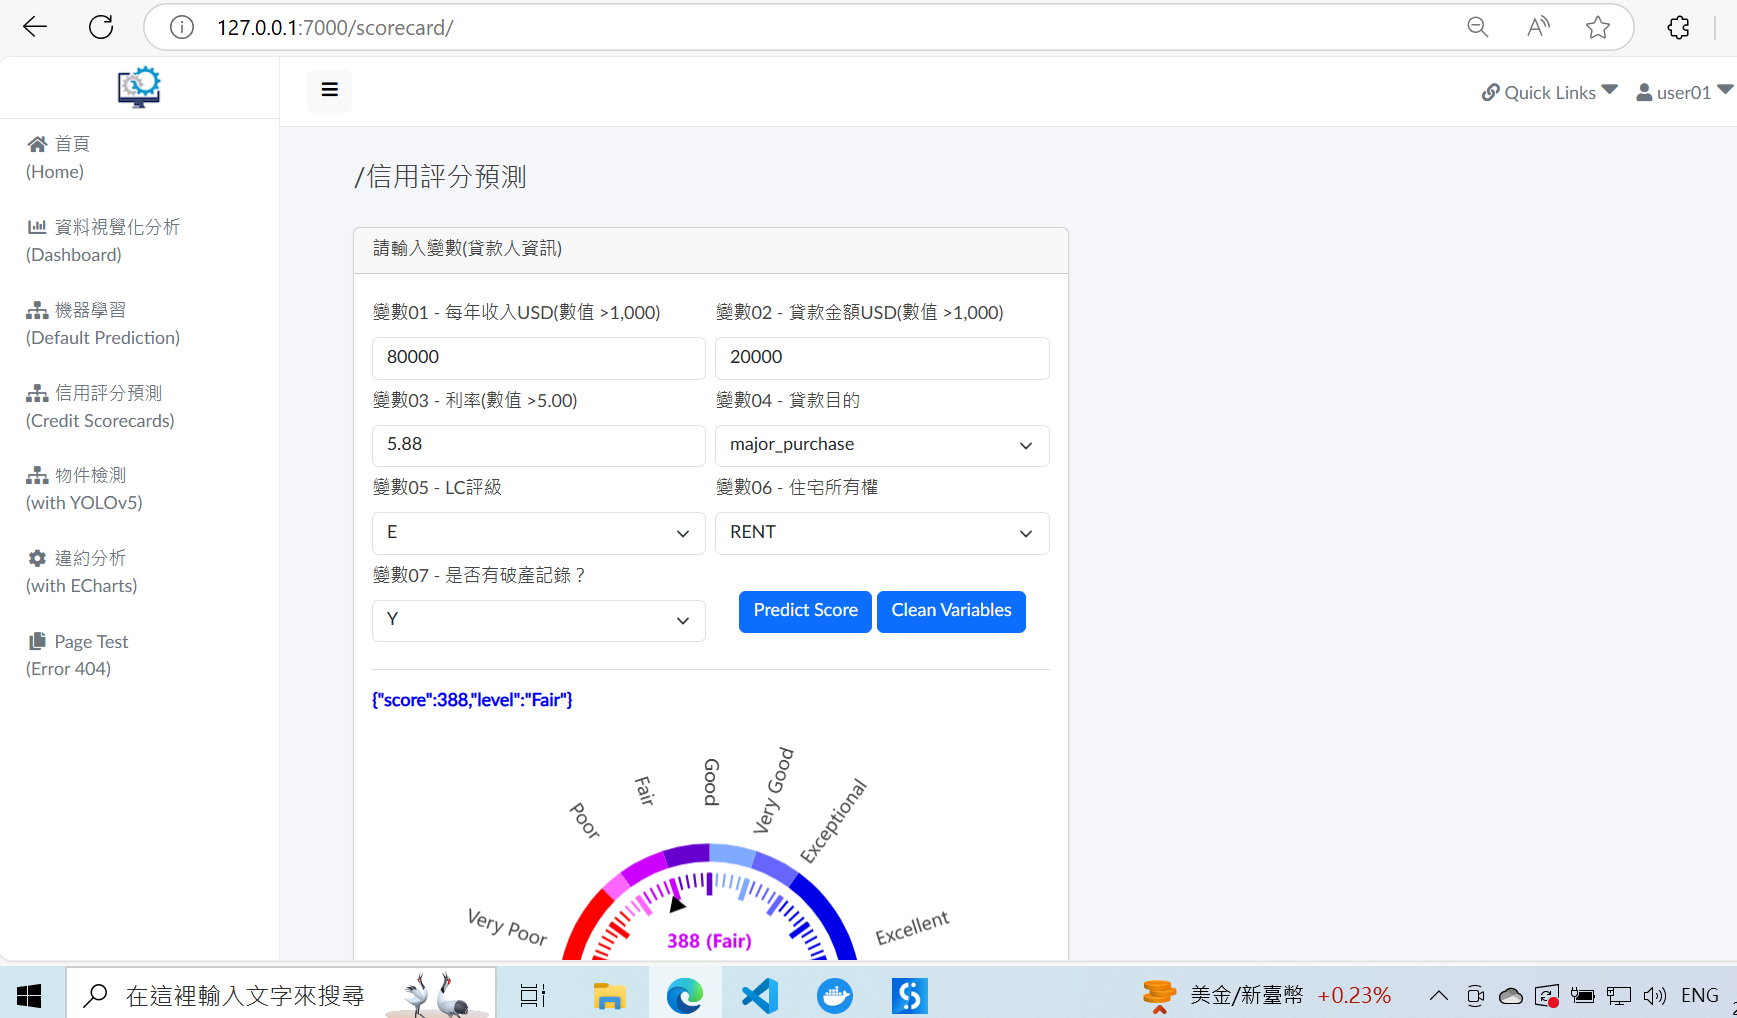 127.0.0.1:7000/scorecard/
Quick Links
user01
首頁
(Home)
資料視覺化分析
(Dashboard)
機器學習
(Default Prediction)
信用評分預測
(Credit Scorecards)
物件檢測
(with YOLOv5)
違約分析
(with ECharts)
Page Test
(Error 404)
/信用評分預測
請輸入變數(貸款人資訊)
變數01 - 每年收入USD(數值 >1,000)
變數02 - 貸款金額USD(數值 >1,000)
80000
20000
變數03 - 利率(數值 >5.00)
變數04 - 貸款目的
5.88
major_purchase
變數05 - LC評級
變數06 - 住宅所有權
E
RENT
變數07 - 是否有破產記錄？
Y
Predict Score
Clean Variables
{"score":388,"level":"Fair"}
Very Poor
Poor
Fair
Good
Very Good
Exceptional
Excellent
388 (Fair)
在這裡輸入文字來搜尋
美金/新臺幣 +0.23%
ENG